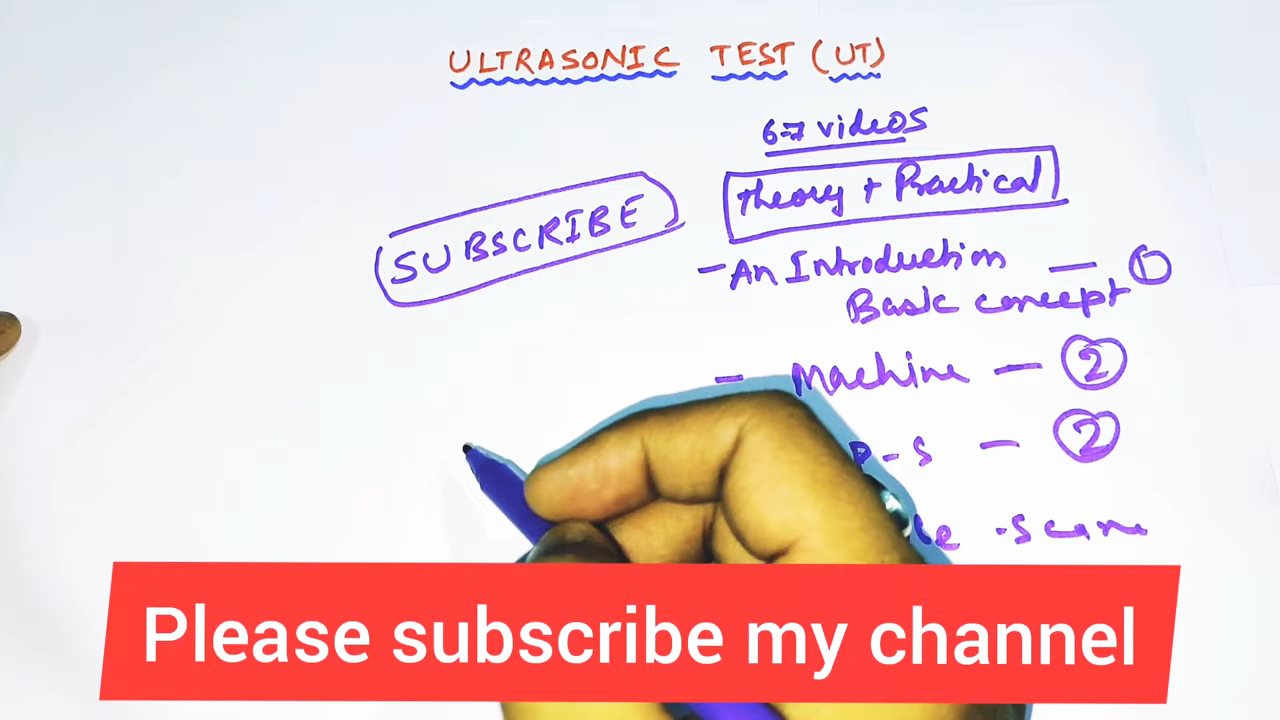 ULTRASONIC TEST (UT)
6-7 videos
Theory + Practical
SUBSCRIBE
- An Introduction — ①
Basic concept
- Machine — ②
- S — ②
- Scan
Please subscribe my channel